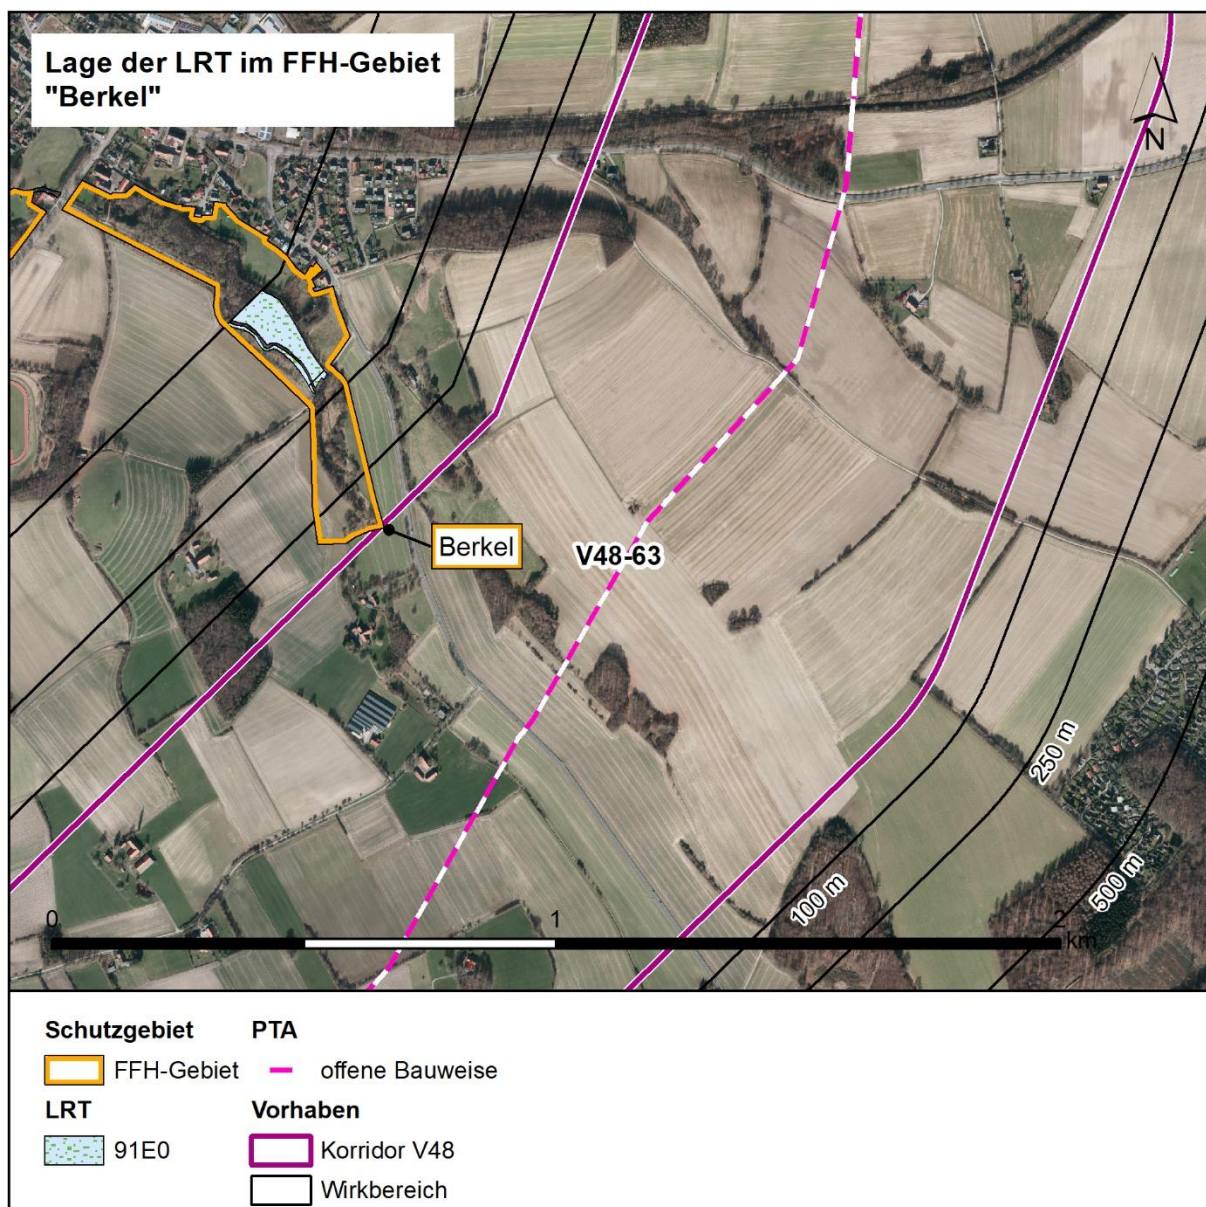 Lage der LRT im FFH-Gebiet
"Berkel"
N
Berkel
V48-63
250 m
100 m
500 m
0
1
2
km
Schutzgebiet
PTA
FFH-Gebiet
offene Bauweise
LRT
Vorhaben
91E0
Korridor V48
Wirkbereich